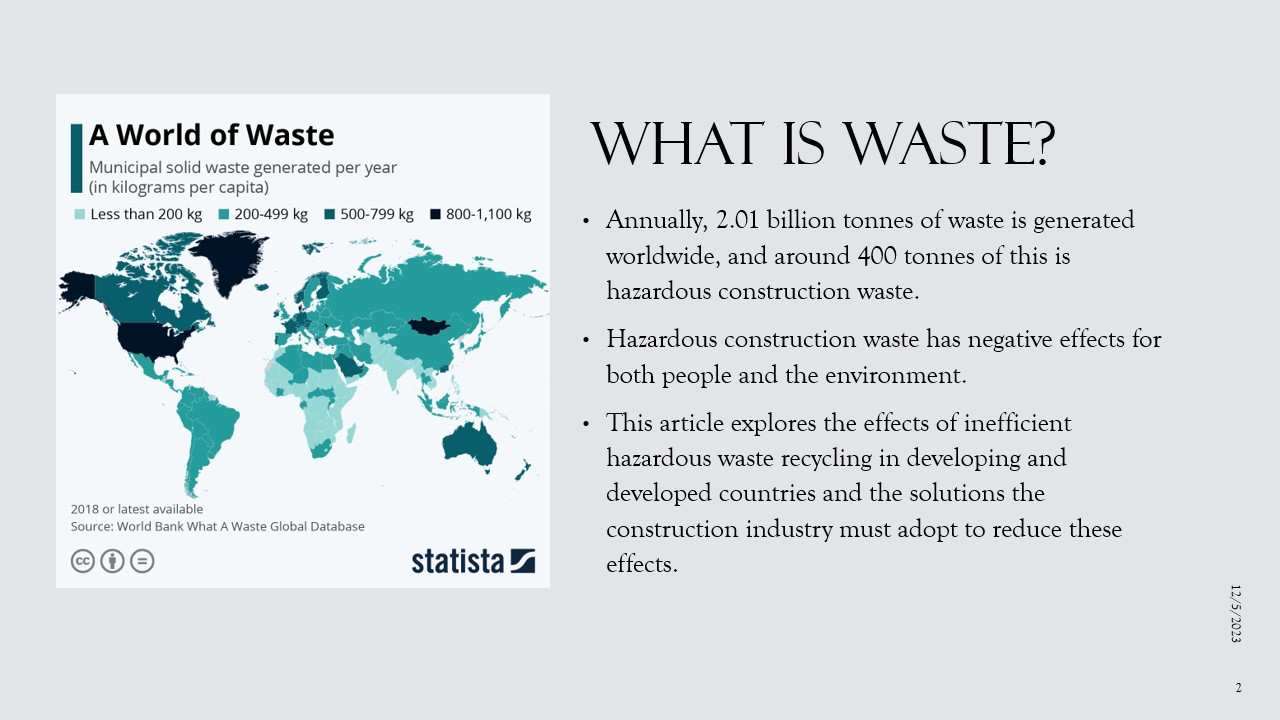 A World of Waste
Municipal solid waste generated per year
(in kilograms per capita)
Less than 200 kg 200-499 kg 500-799 kg 800-1,100 kg
2018 or latest available
Source: World Bank What A Waste Global Database
cc
statista
WHAT IS WASTE?
• Annually, 2.01 billion tonnes of waste is generated
worldwide, and around 400 tonnes of this is
hazardous construction waste.
• Hazardous construction waste has negative effects for
both people and the environment.
• This article explores the effects of inefficient
hazardous waste recycling in developing and
developed countries and the solutions the
construction industry must adopt to reduce these
effects.
12/5/2023
2